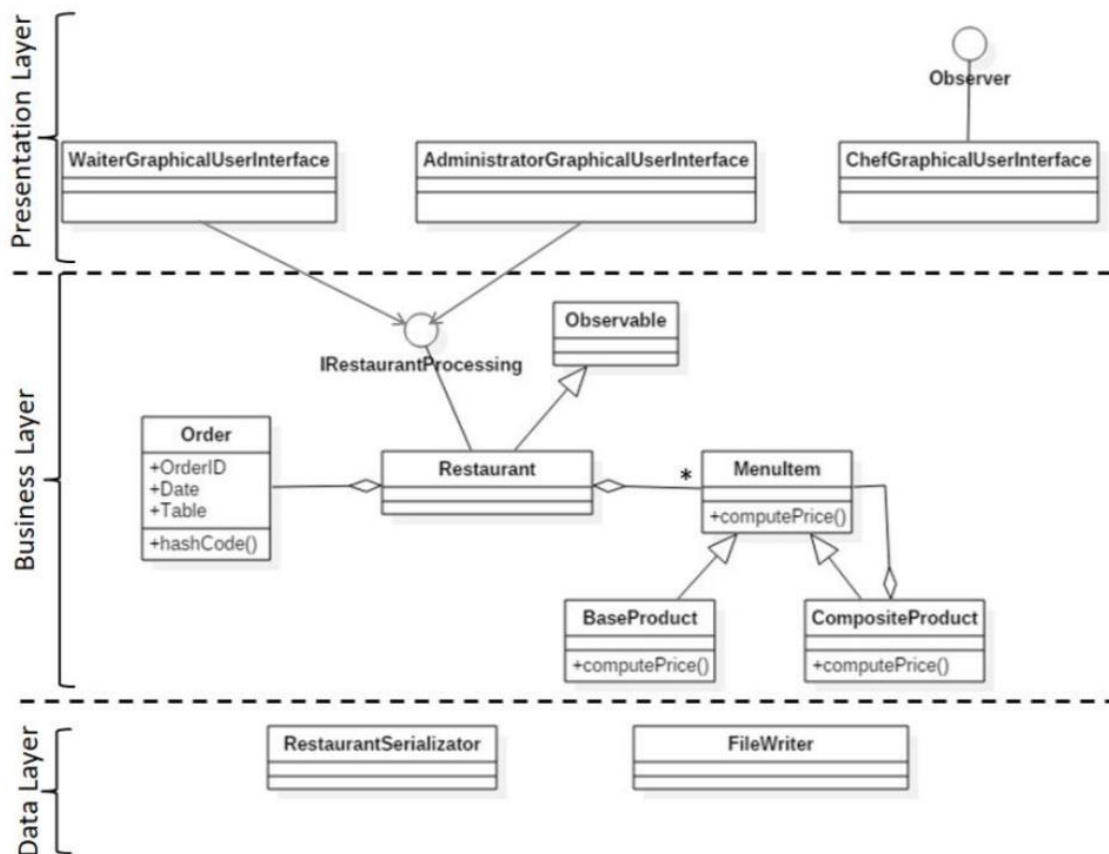 Presentation Layer
Observer
WaiterGraphicalUserInterface
AdministratorGraphicalUserInterface
ChefGraphicalUserInterface
Business Layer
Observable
IRestaurantProcessing
Order
+OrderID
+Date
+Table
+hashCode()
Restaurant
*
MenuItem
+computePrice()
BaseProduct
+computePrice()
CompositeProduct
+computePrice()
Data Layer
RestaurantSerializator
FileWriter